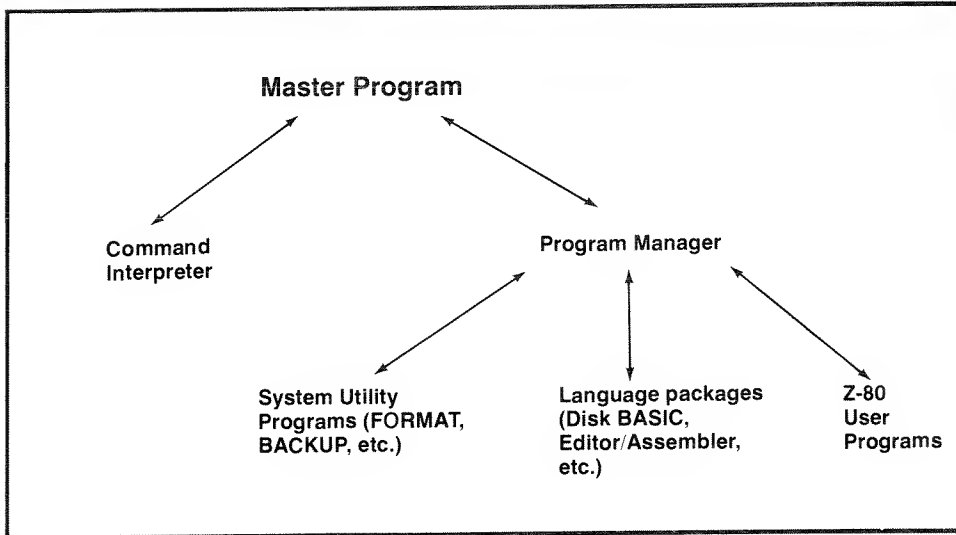 Master Program
Command
Interpreter
Program Manager
System Utility
Programs (FORMAT,
BACKUP, etc.)
Language packages
(Disk BASIC,
Editor/Assembler,
etc.)
Z-80
User
Programs